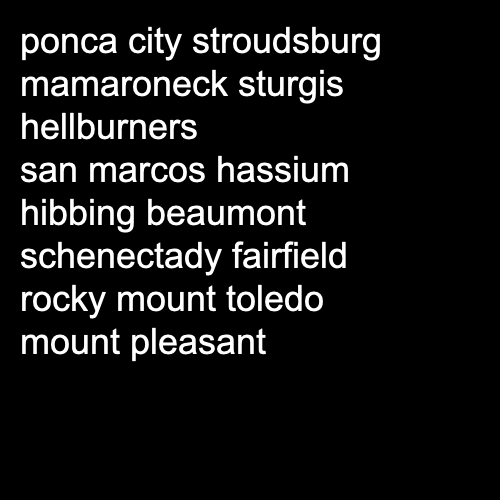 ponca city stroudsburg
mamaroneck sturgis
hellburners
san marcos hassium
hibbing beaumont
schenectady fairfield
rocky mount toledo
mount pleasant